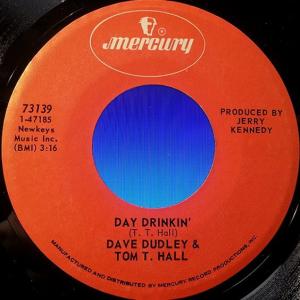 mercury
73139
1-47185
Newkeys
Music Inc.
(BMI) 3:16
PRODUCED BY
JERRY
KENNEDY
DAY DRINKIN'
(T. T. Hall)
DAVE DUDLEY &
TOM T. HALL
MANUFACTURED AND DISTRIBUTED BY MERCURY RECORD PRODUCTIONS, INC.